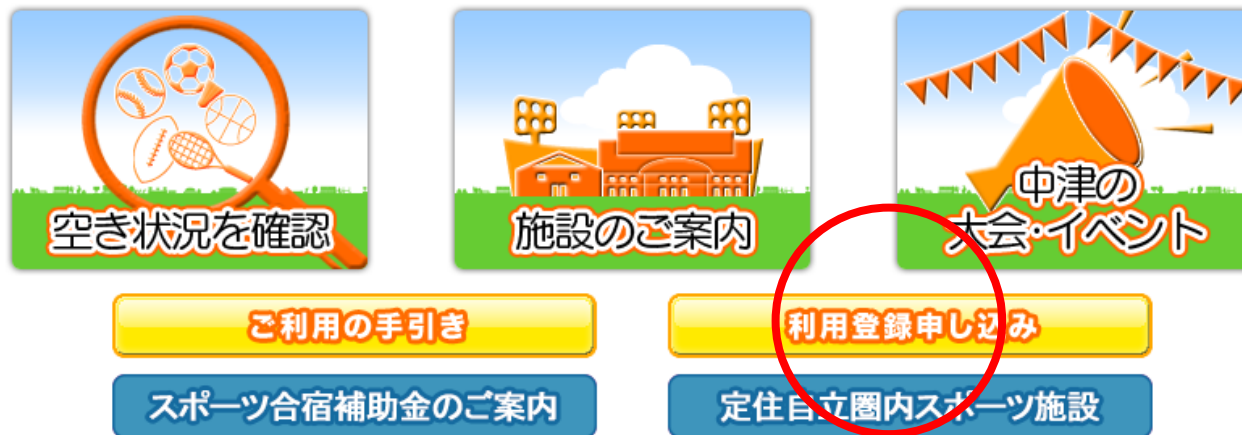 空き状況を確認
施設のご案内
中津の
大会・イベント
ご利用の手引き
利用登録申し込み
スポーツ合宿補助金のご案内
定住自立圏内スポーツ施設